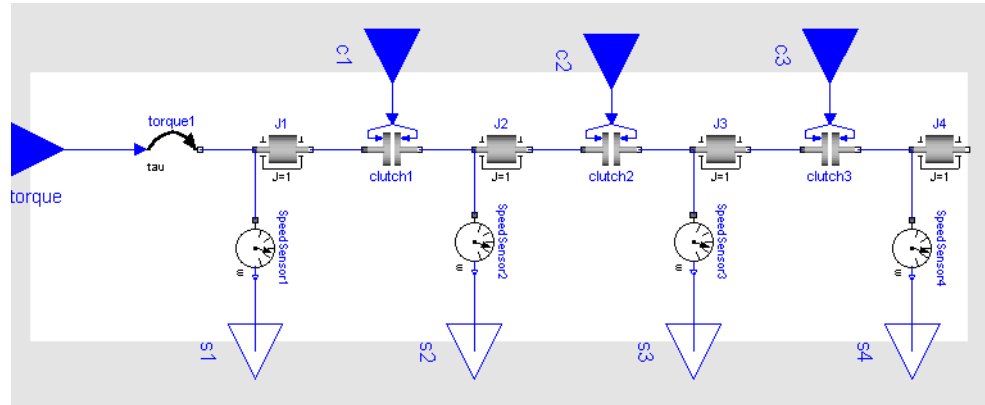 c1
c2
c3
torque1
J1
J2
J3
J4
tau
J=1
clutch1
J=1
clutch2
J=1
clutch3
J=1
torque
SpeedSensor1
SpeedSensor2
SpeedSensor3
SpeedSensor4
w
w
w
w
s1
s2
s3
s4